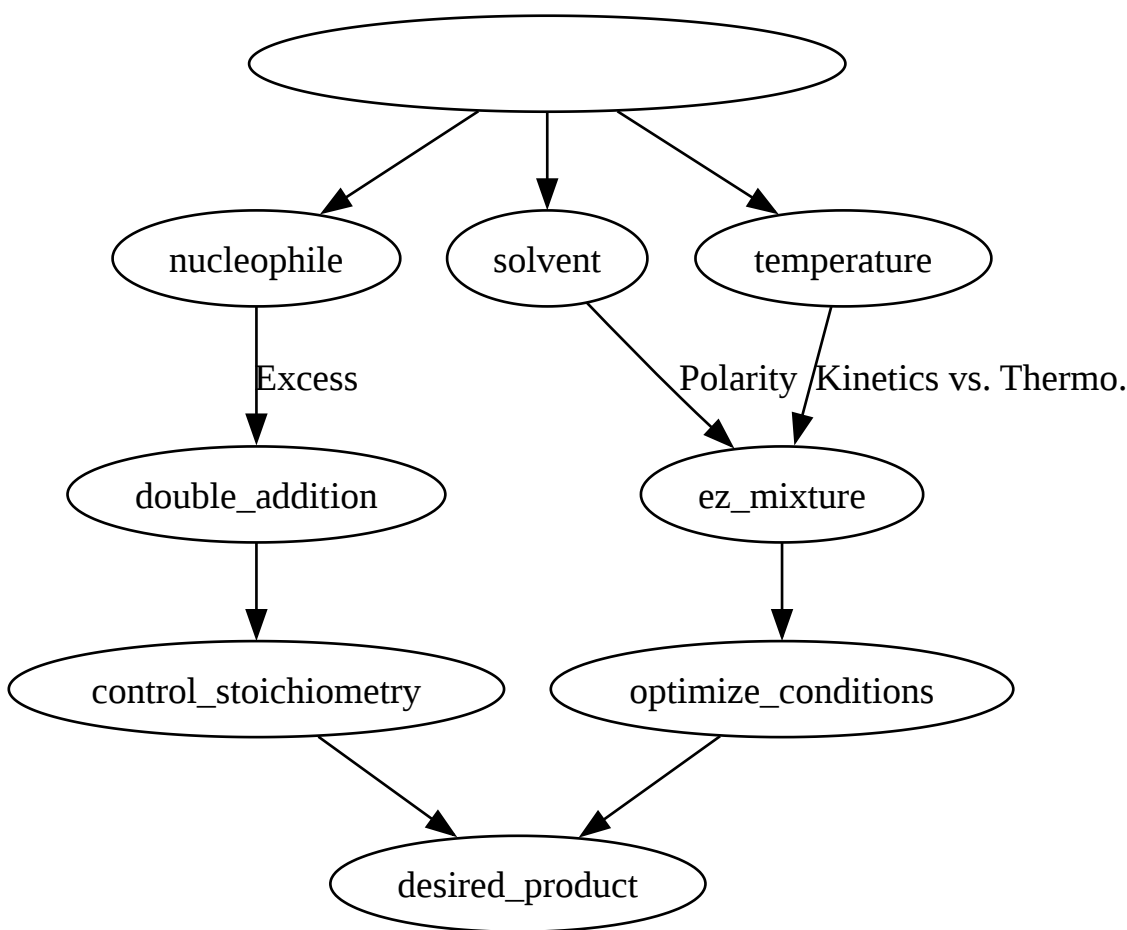 nucleophile
solvent
temperature
Excess
Polarity
Kinetics vs. Thermo.
double_addition
ez_mixture
control_stoichiometry
optimize_conditions
desired_product